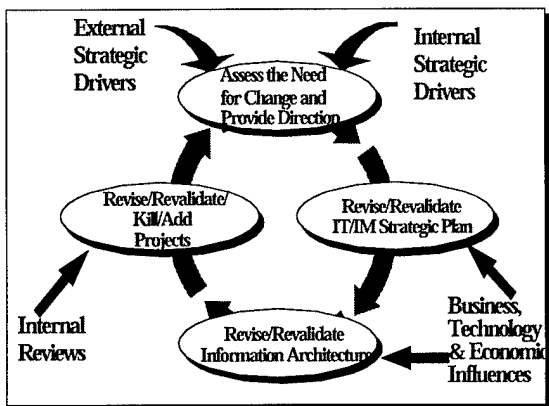 External
Strategic
Drivers
Internal
Strategic
Drivers
Assess the Need
for Change and
Provide Direction
Revise/Revalidate/
Kill/Add
Projects
Revise/Revalidate
IT/IM Strategic Plan
Internal
Reviews
Revise/Revalidate
Information Architecture
Business,
Technology
& Economic
Influences